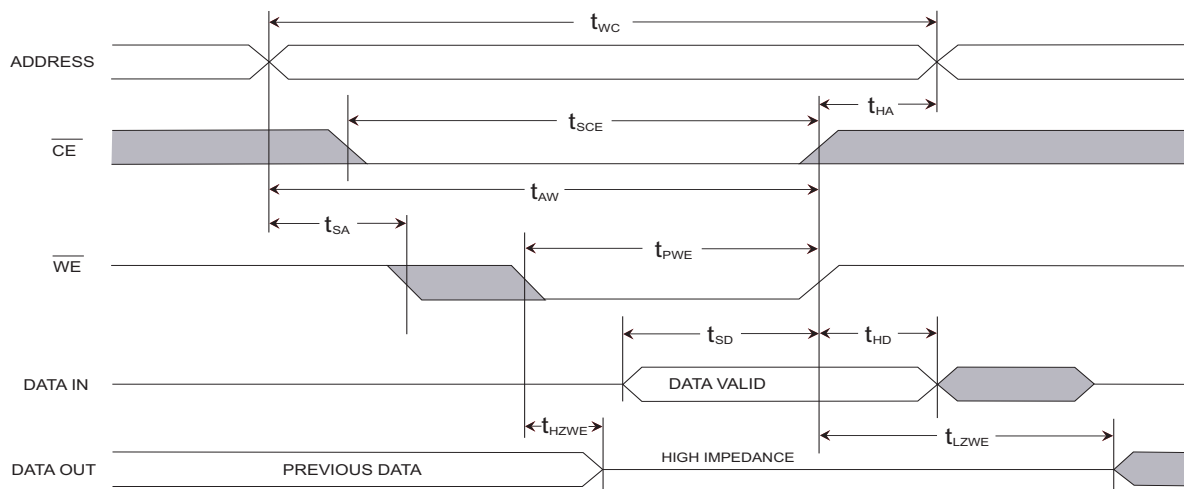 tWC
ADDRESS
tHA
tSCE
CE
tAW
tSA
tPWE
WE
tSD
tHD
DATA IN
DATA VALID
tHZWE
tLZWE
DATA OUT
PREVIOUS DATA
HIGH IMPEDANCE